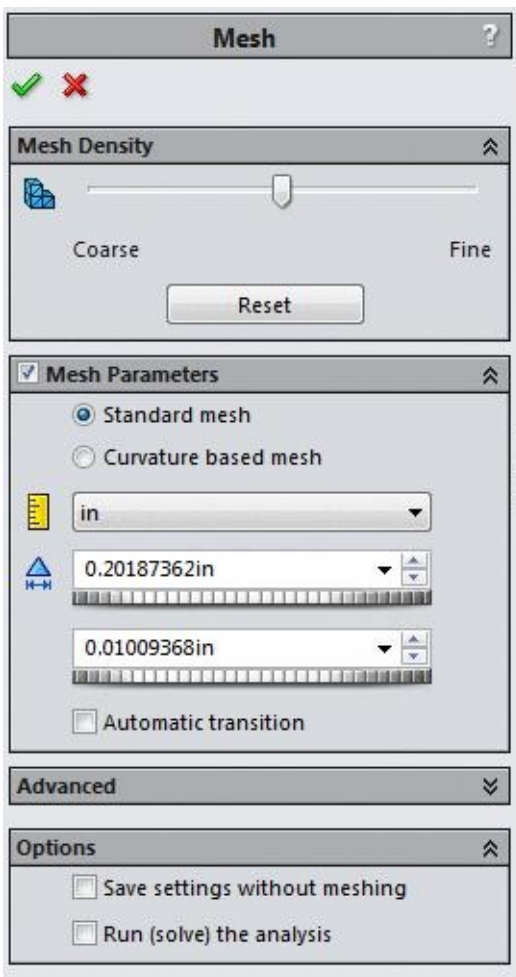 Mesh ?
Mesh Density
Coarse Fine
Reset
Mesh Parameters
Standard mesh
Curvature based mesh
in
0.20187362in
0.01009368in
Automatic transition
Advanced
Options
Save settings without meshing
Run (solve) the analysis